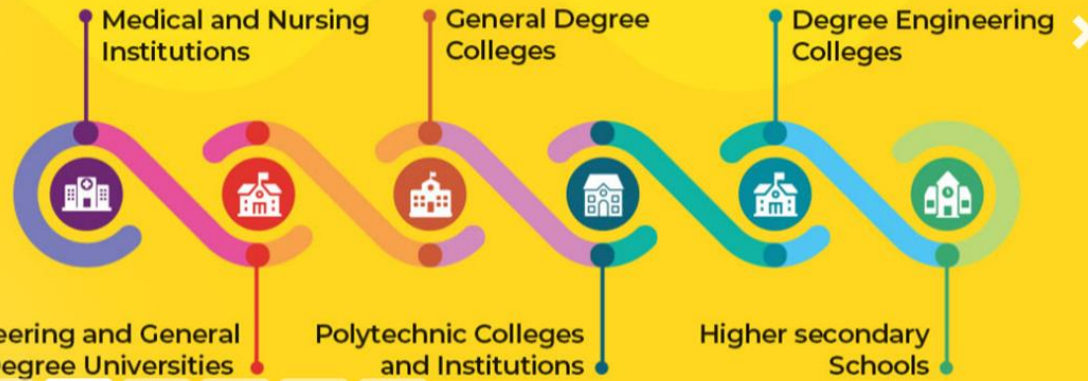 Medical and Nursing
Institutions
General Degree
Colleges
Degree Engineering
Colleges
and General
Universities
Polytechnic Colleges
and Institutions
Higher secondary
Schools